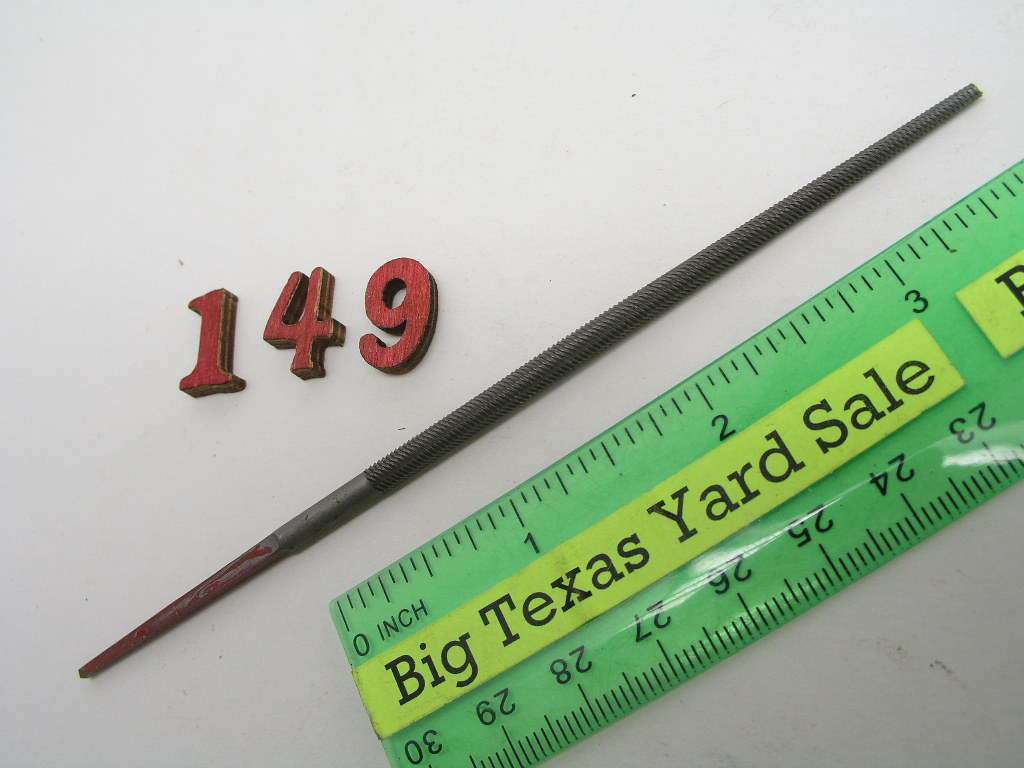 149
0 INCH 1 2 3
Big Texas Yard Sale
30 29 28 27 26 25 24 23